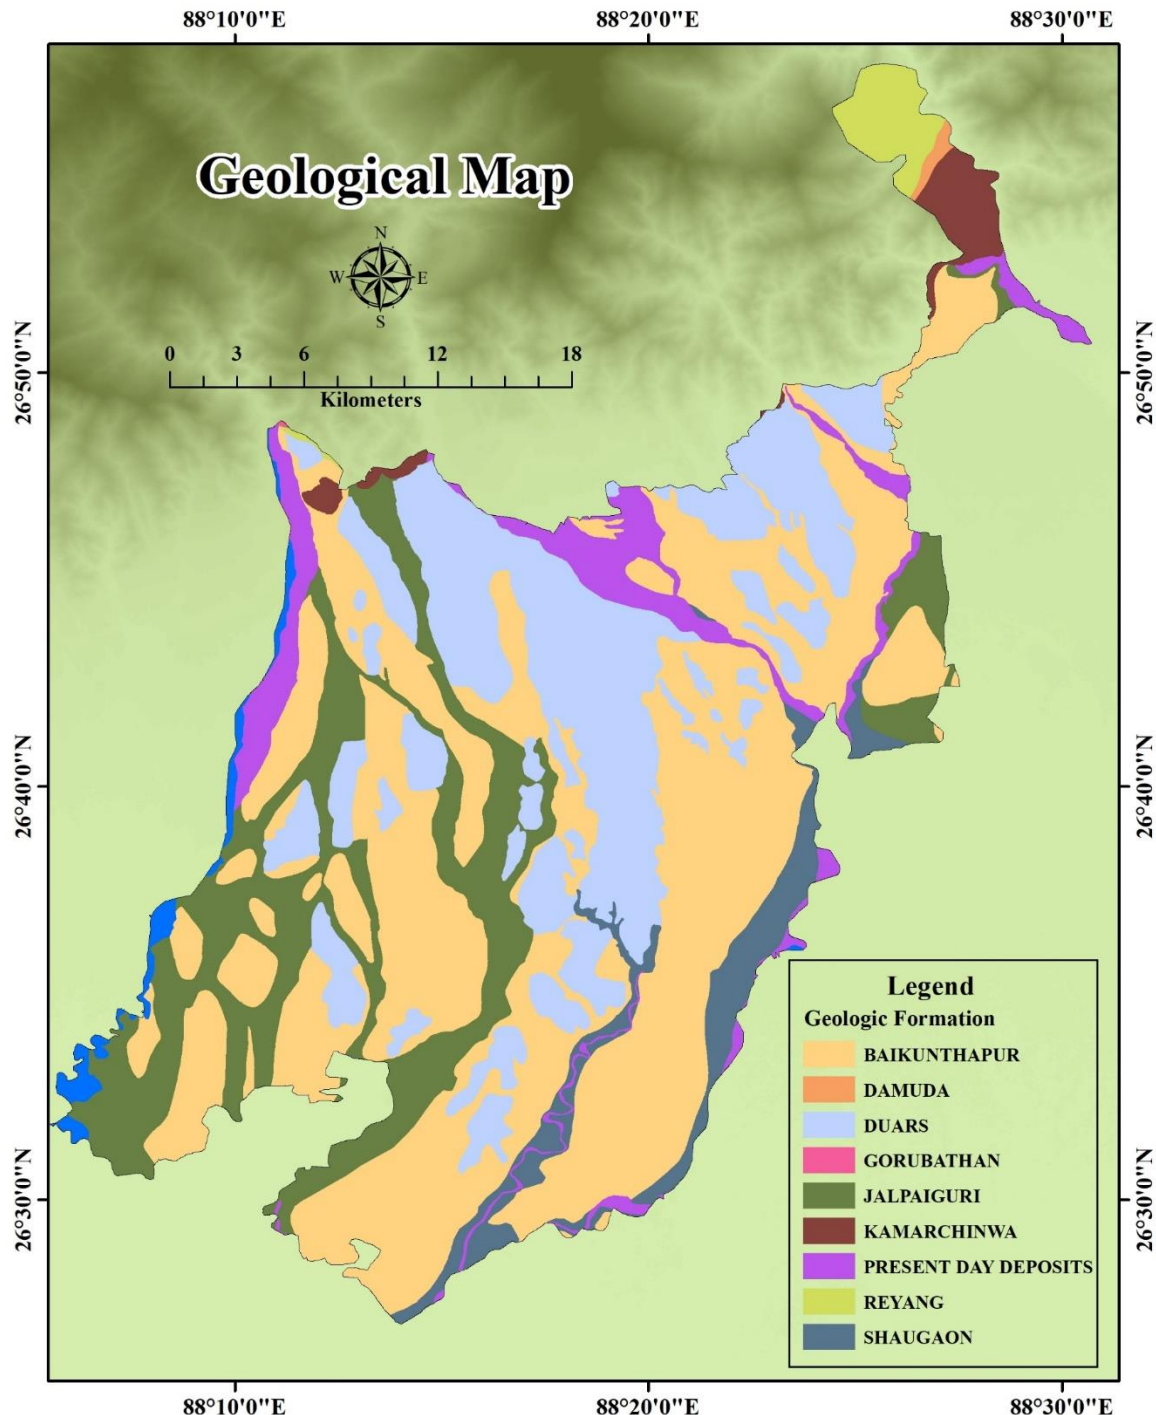 88°10'0"E 88°20'0"E 88°30'0"E
Geological Map
N
W E
S
0 3 6 12 18
Kilometers
26°50'0"N 26°50'0"N
26°40'0"N 26°40'0"N
Legend
Geologic Formation
BAIKUNTHAPUR
DAMUDA
DUARS
GORUBATHAN
JALPAIGURI
KAMARCHINWA
PRESENT DAY DEPOSITS
REYANG
SHAUGAON
26°30'0"N 26°30'0"N
88°10'0"E 88°20'0"E 88°30'0"E